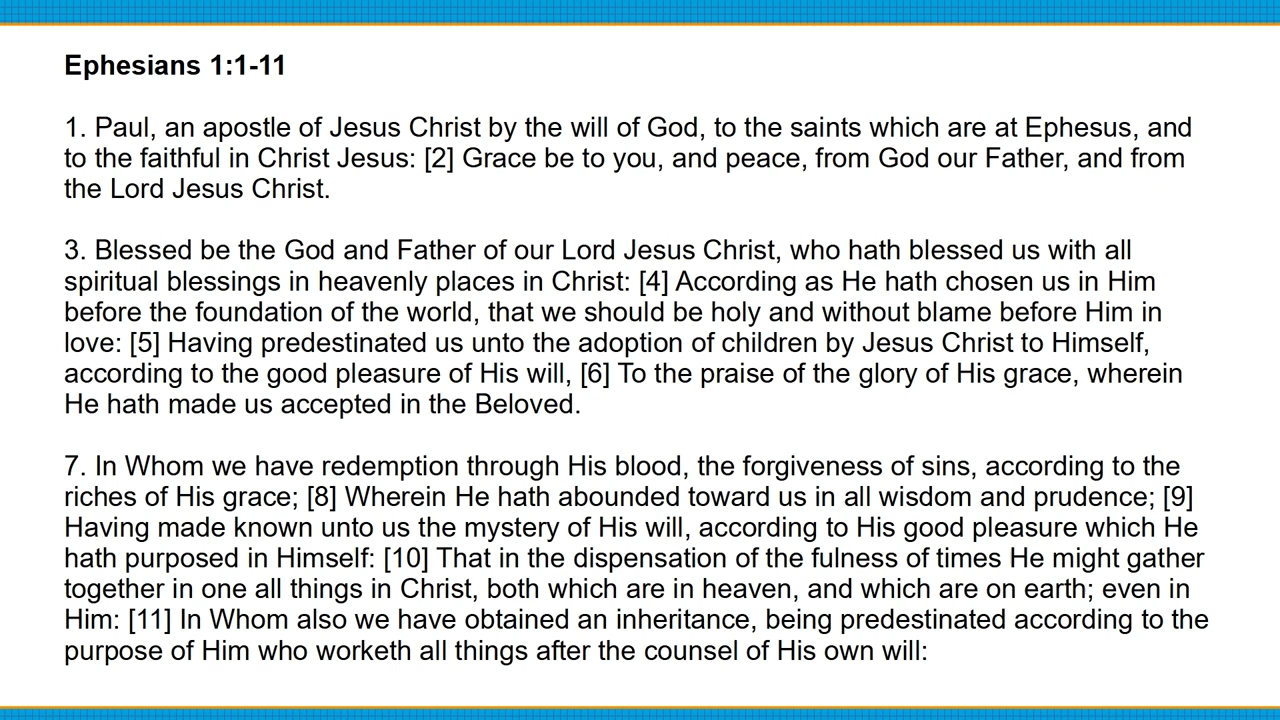 Ephesians 1:1-11
1. Paul, an apostle of Jesus Christ by the will of God, to the saints which are at Ephesus, and
to the faithful in Christ Jesus: [2] Grace be to you, and peace, from God our Father, and from
the Lord Jesus Christ.
3. Blessed be the God and Father of our Lord Jesus Christ, who hath blessed us with all
spiritual blessings in heavenly places in Christ: [4] According as He hath chosen us in Him
before the foundation of the world, that we should be holy and without blame before Him in
love: [5] Having predestinated us unto the adoption of children by Jesus Christ to Himself,
according to the good pleasure of His will, [6] To the praise of the glory of His grace, wherein
He hath made us accepted in the Beloved.
7. In Whom we have redemption through His blood, the forgiveness of sins, according to the
riches of His grace; [8] Wherein He hath abounded toward us in all wisdom and prudence; [9]
Having made known unto us the mystery of His will, according to His good pleasure which He
hath purposed in Himself: [10] That in the dispensation of the fulness of times He might gather
together in one all things in Christ, both which are in heaven, and which are on earth; even in
Him: [11] In Whom also we have obtained an inheritance, being predestinated according to the
purpose of Him who worketh all things after the counsel of His own will: